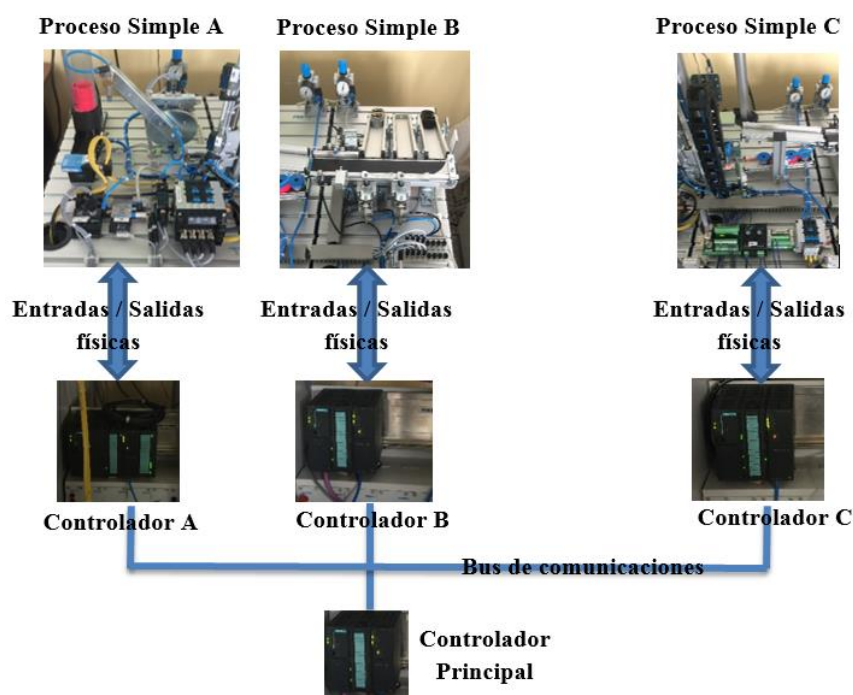 Proceso Simple A
Proceso Simple B
Proceso Simple C
Entradas / Salidas
físicas
Entradas / Salidas
físicas
Entradas / Salidas
físicas
Controlador A
Controlador B
Controlador C
Bus de comunicaciones
Controlador
Principal